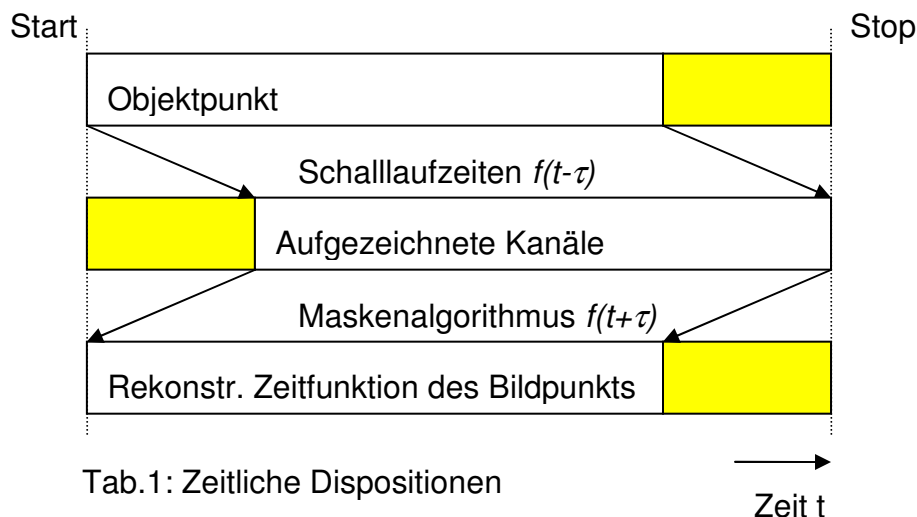 Start
Stop
Objektpunkt
Schalllaufzeiten f(t-τ)
Aufgezeichnete Kanäle
Maskenalgorithmus f(t+τ)
Rekonstr. Zeitfunktion des Bildpunkts
Tab.1: Zeitliche Dispositionen
Zeit t